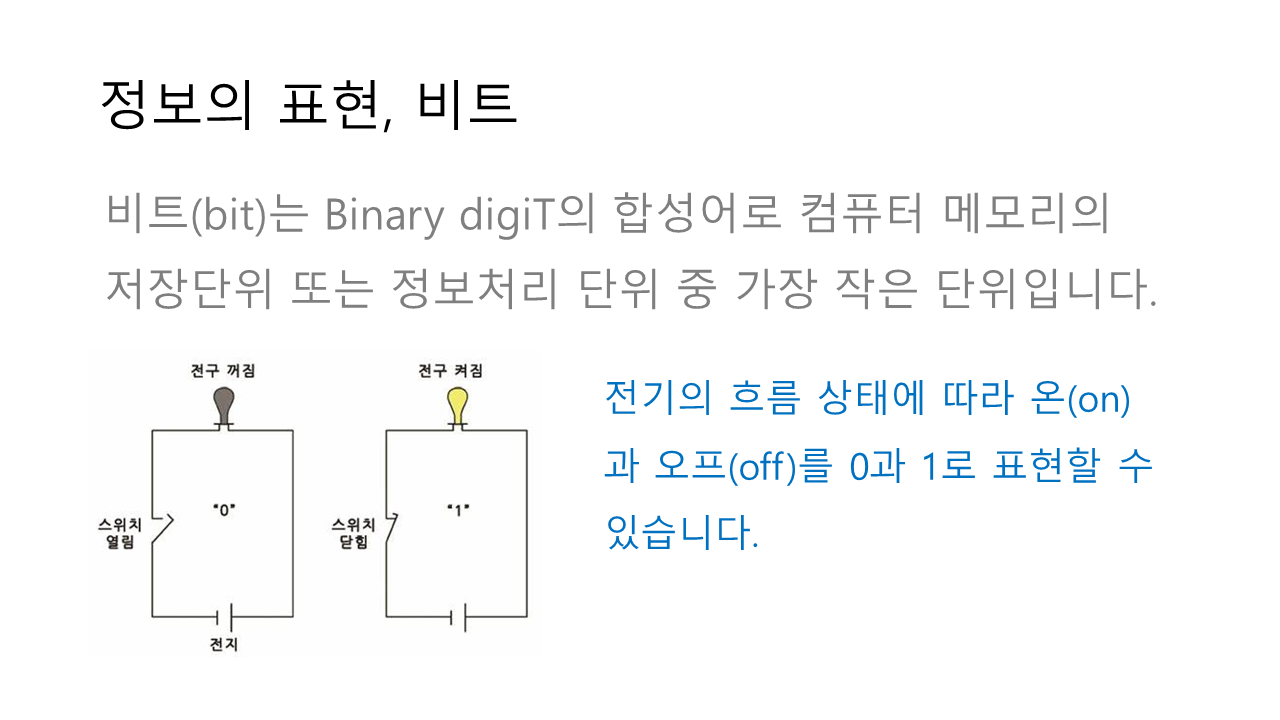 정보의 표현, 비트
비트(bit)는 Binary digiT의 합성어로 컴퓨터 메모리의
저장단위 또는 정보처리 단위 중 가장 작은 단위입니다.
전구 꺼짐
전구 켜짐
“0”
“1”
스위치
열림
스위치
닫힘
전지
전기의 흐름 상태에 따라 온(on)
과 오프(off)를 0과 1로 표현할 수
있습니다.